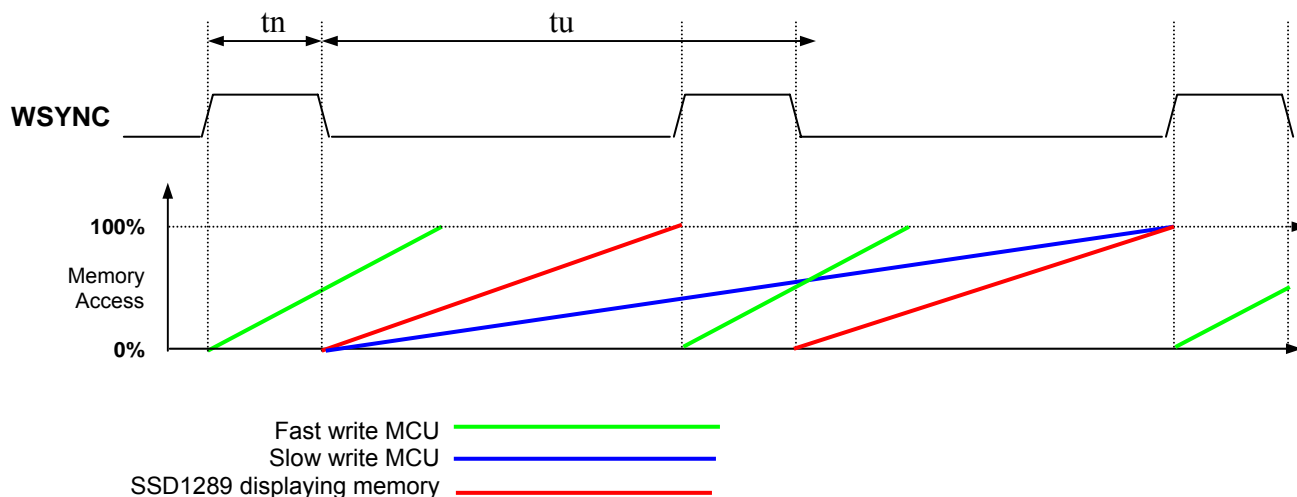 tn
tu
WSYNC
100%
Memory
Access
0%
Fast write MCU
Slow write MCU
SSD1289 displaying memory